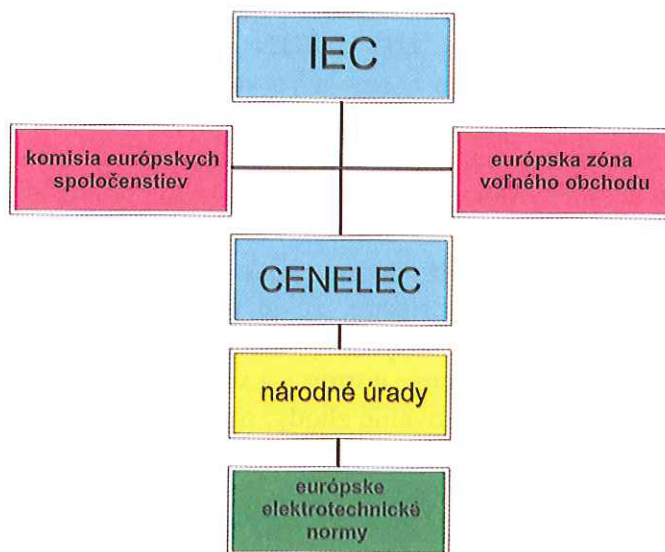 IEC
komisia európskych
spoločenstiev
európska zóna
voľného obchodu
CENELEC
národné úrady
európske
elektrotechnické
normy